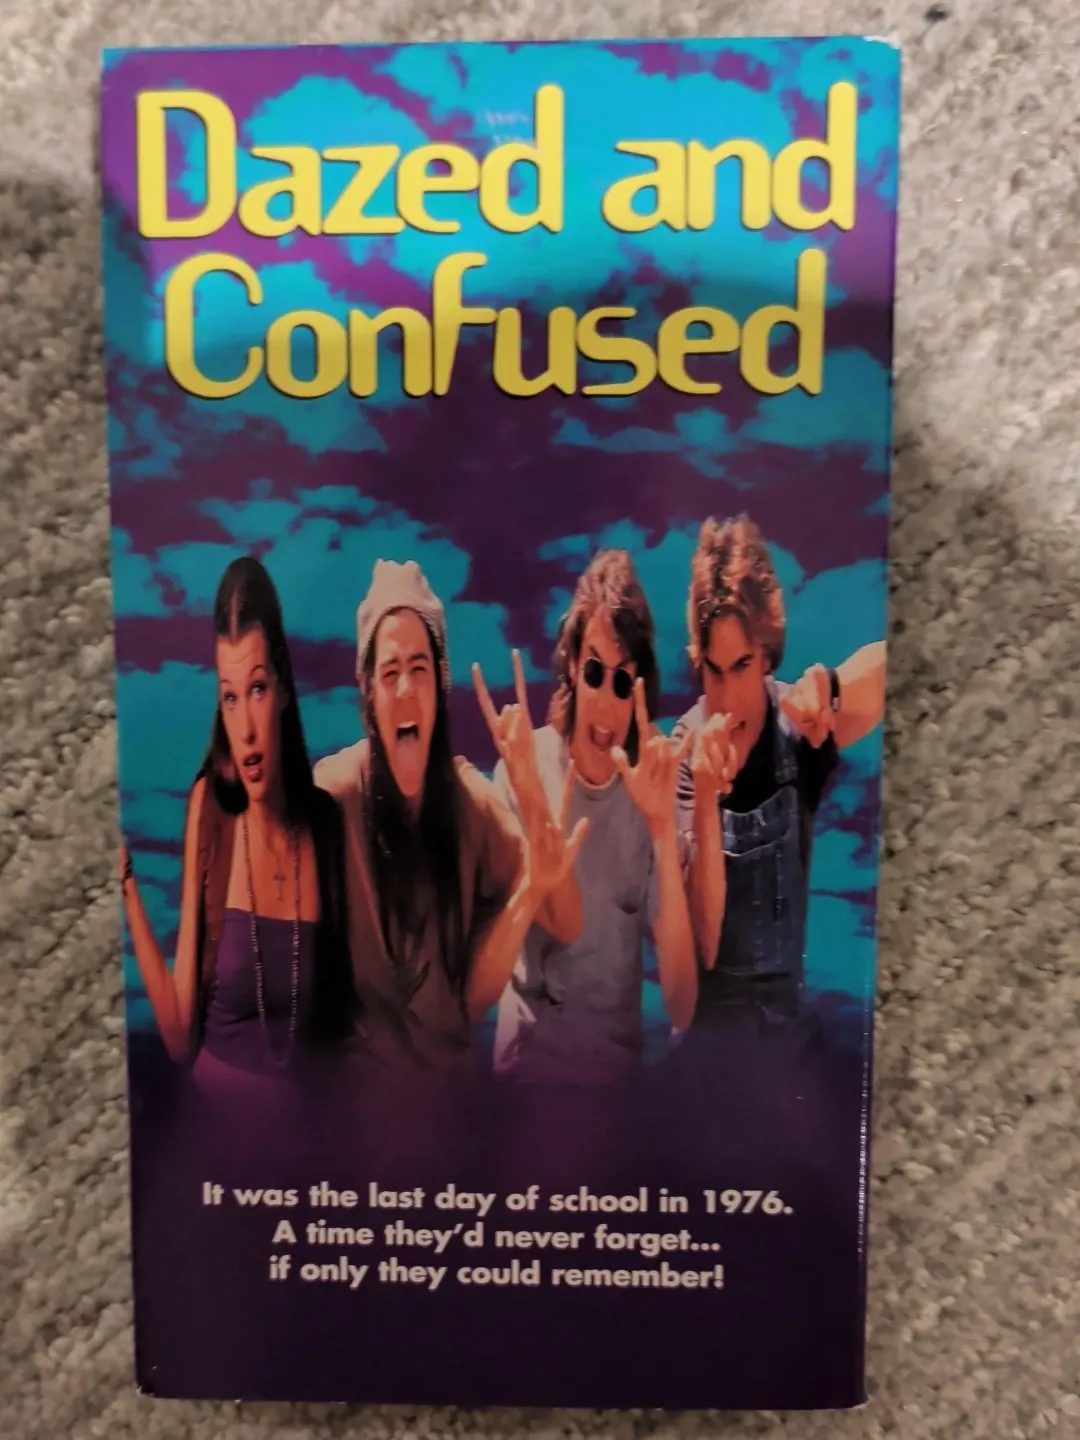 Dazed and
Confused
It was the last day of school in 1976.
A time they'd never forget...
if only they could remember!